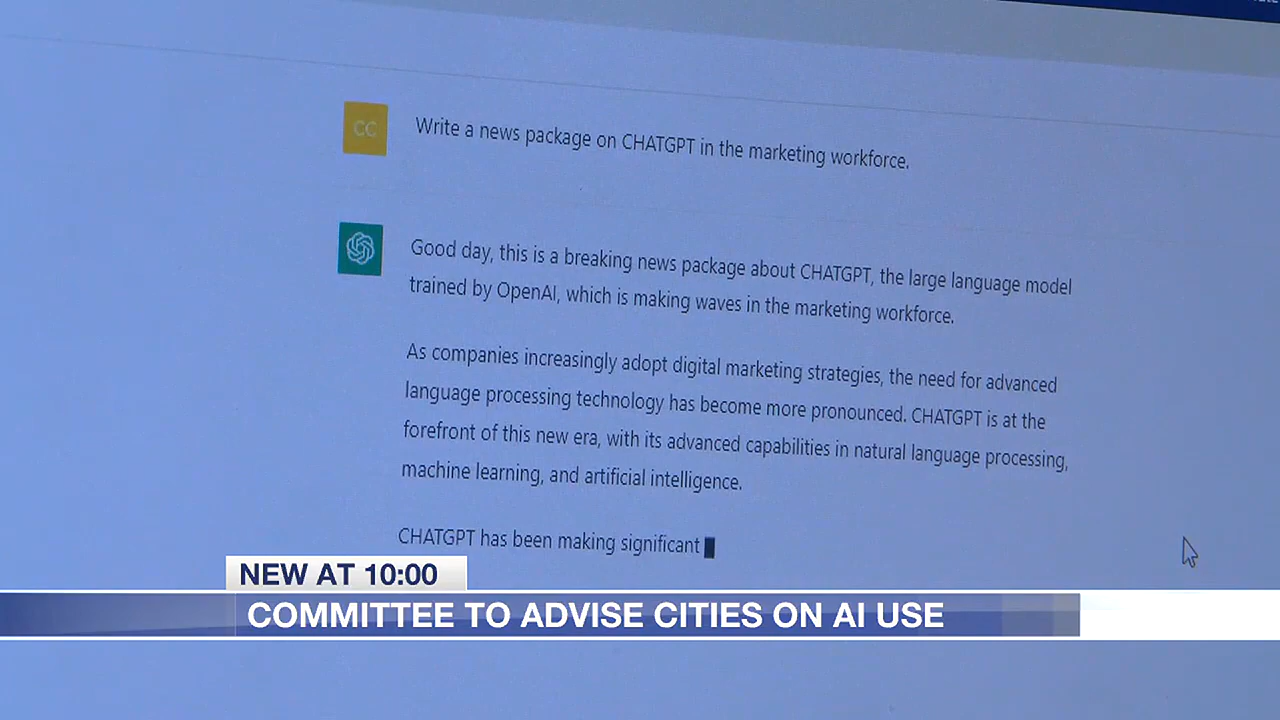 CC
Write a news package on CHATGPT in the marketing workforce.
Good day, this is a breaking news package about CHATGPT, the large language model
trained by OpenAI, which is making waves in the marketing workforce.
As companies increasingly adopt digital marketing strategies, the need for advanced
language processing technology has become more pronounced. CHATGPT is at the
forefront of this new era, with its advanced capabilities in natural language processing,
machine learning, and artificial intelligence.
CHATGPT has been making significant
NEW AT 10:00
COMMITTEE TO ADVISE CITIES ON AI USE